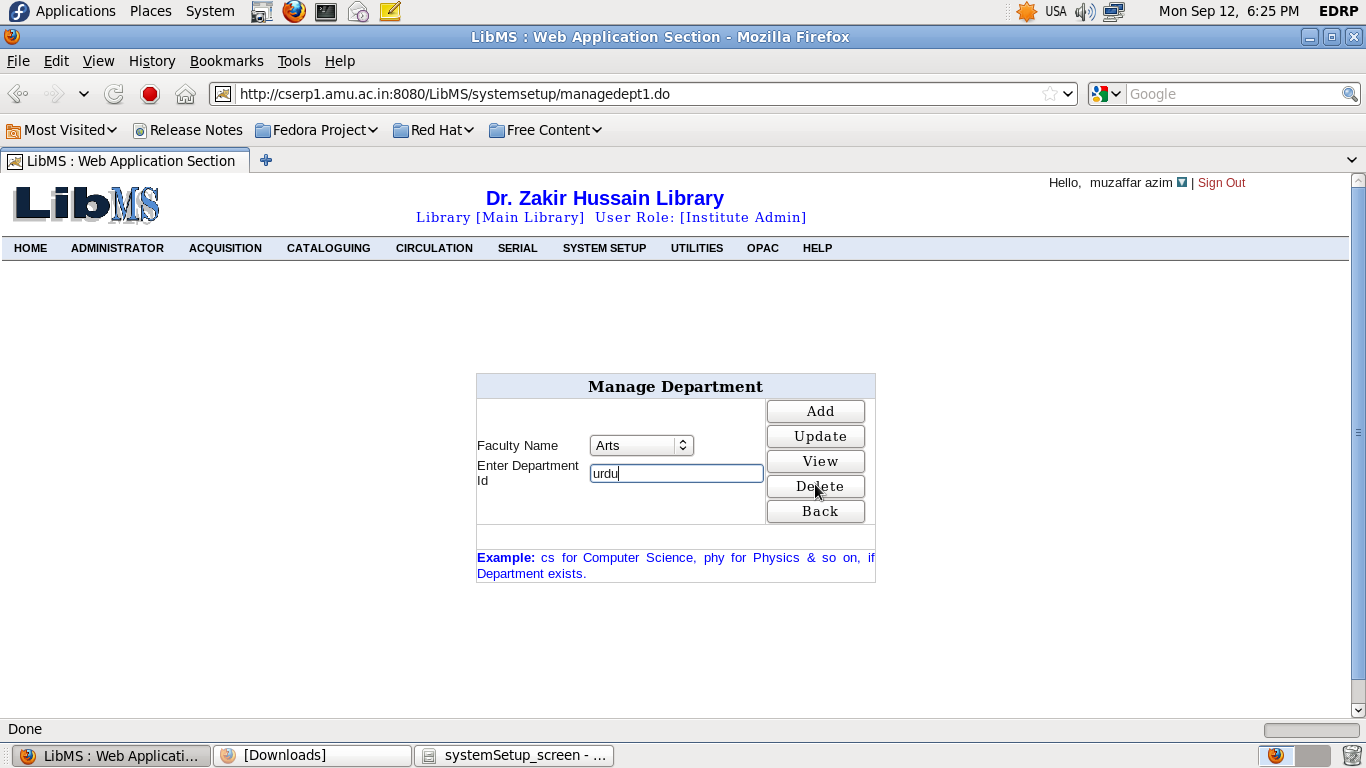 Applications Places System USA Mon Sep 12, 6:25 PM EDRP
LibMS : Web Application Section - Mozilla Firefox
File Edit View History Bookmarks Tools Help
http://cserp1.amu.ac.in:8080/LibMS/systemsetup/managedept1.do Google
Most Visited Release Notes Fedora Project Red Hat Free Content
LibMS : Web Application Section
Hello, muzaffar azim | Sign Out
LibMS
Dr. Zakir Hussain Library
Library [Main Library] User Role: [Institute Admin]
HOME ADMINISTRATOR ACQUISITION CATALOGUING CIRCULATION SERIAL SYSTEM SETUP UTILITIES OPAC HELP
Manage Department
Add
Update
Faculty Name Arts
View
Enter Department
Id urdu
Delete
Back
Example: cs for Computer Science, phy for Physics & so on, if
Department exists.
Done
LibMS : Web Applicati... [Downloads] systemSetup_screen - ...